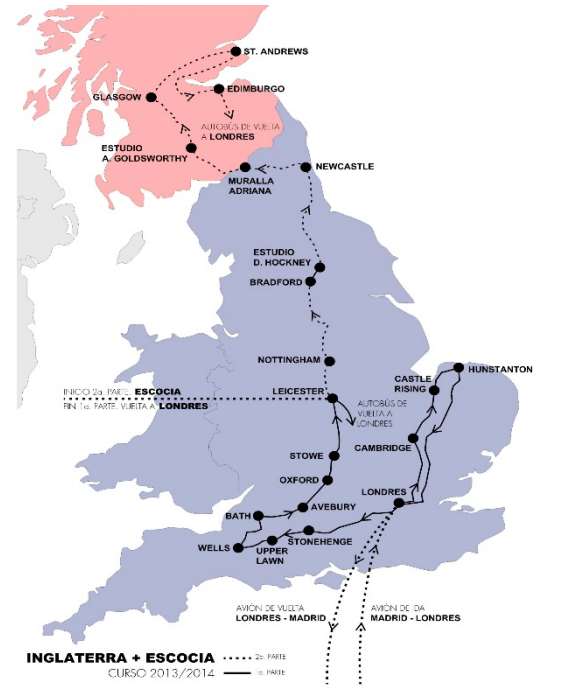 ST. ANDREWS
EDIMBURGO
GLASGOW
AUTOBÚS DE VUELTA
A LONDRES
ESTUDIO
A. GOLDSWORTHY
NEWCASTLE
MURALLA
ADRIANA
ESTUDIO
D. HOCKNEY
BRADFORD
NOTTINGHAM
HUNSTANTON
CASTLE
RISING
INICIO 2a. PARTE. ESCOCIA
LEICESTER
FIN 1a. PARTE. VUELTA A LONDRES
AUTOBÚS DE
VUELTA A
LONDRES
CAMBRIDGE
STOWE
OXFORD
LONDRES
AVEBURY
BATH
STONEHENGE
WELLS
UPPER
LAWN
AVIÓN DE VUELTA
LONDRES - MADRID
AVIÓN DE IDA
MADRID - LONDRES
INGLATERRA + ESCOCIA
2a. PARTE
CURSO 2013/2014
1a. PARTE